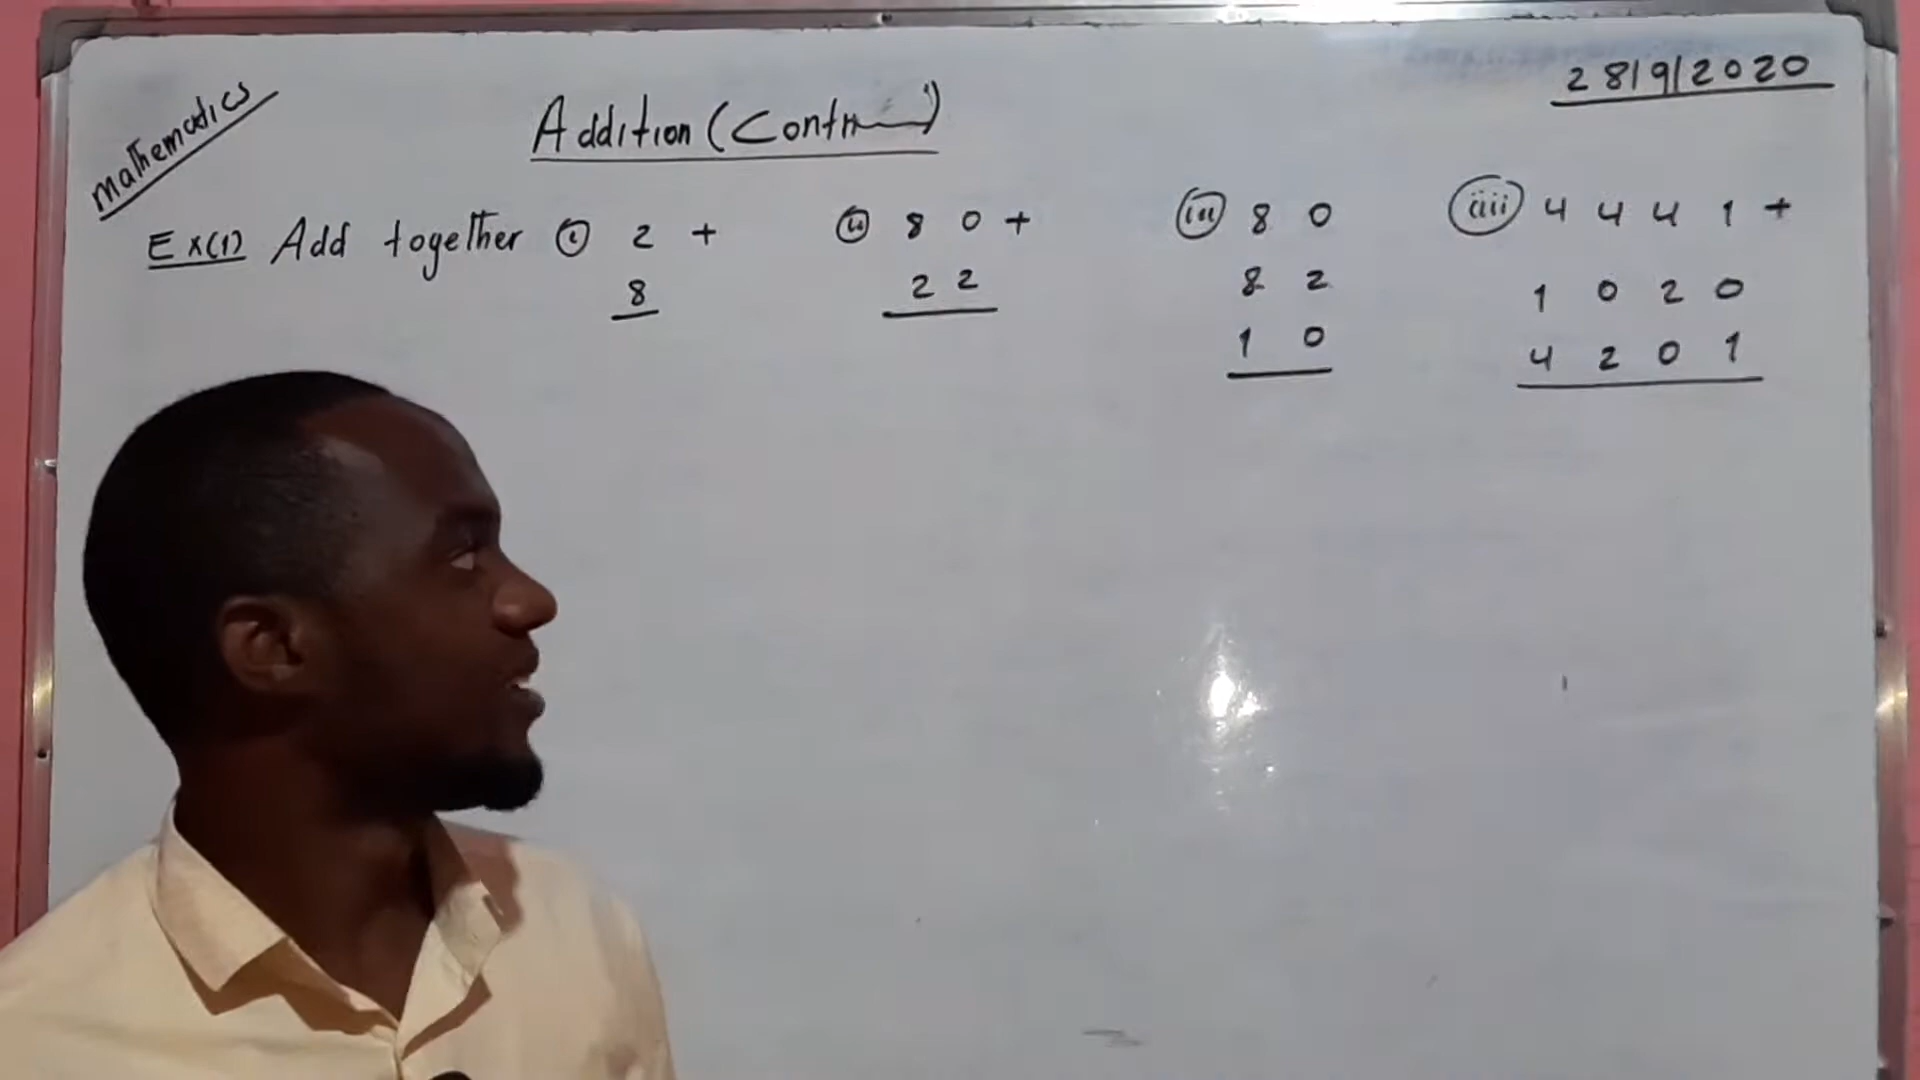 mathematics
Addition (Contn)
28/9/2020
Ex(1) Add together (i) 2 + (ii) 8 0 + (iii) 8 0 (iiii) 4 4 4 1 +
8 2 2 8 2 1 0 2 0
1 0 4 2 0 1